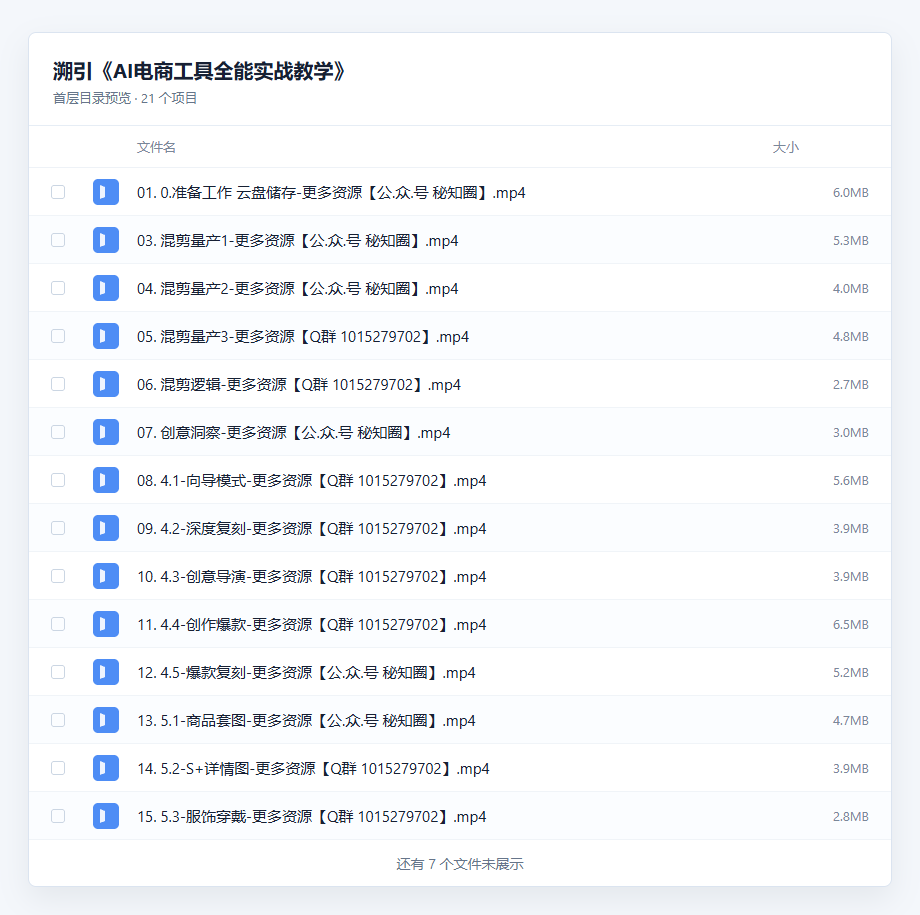 溯引《AI电商工具全能实战教学》
首层目录预览 · 21 个项目
文件名 大小
01. 0.准备工作 云盘储存-更多资源【公.众.号 秘知圈】.mp4 6.0MB
03. 混剪量产1-更多资源【公.众.号 秘知圈】.mp4 5.3MB
04. 混剪量产2-更多资源【公.众.号 秘知圈】.mp4 4.0MB
05. 混剪量产3-更多资源【Q群 1015279702】.mp4 4.8MB
06. 混剪逻辑-更多资源【Q群 1015279702】.mp4 2.7MB
07. 创意洞察-更多资源【公.众.号 秘知圈】.mp4 3.0MB
08. 4.1-向导模式-更多资源【Q群 1015279702】.mp4 5.6MB
09. 4.2-深度复刻-更多资源【Q群 1015279702】.mp4 3.9MB
10. 4.3-创意导演-更多资源【Q群 1015279702】.mp4 3.9MB
11. 4.4-创作爆款-更多资源【Q群 1015279702】.mp4 6.5MB
12. 4.5-爆款复刻-更多资源【公.众.号 秘知圈】.mp4 5.2MB
13. 5.1-商品套图-更多资源【公.众.号 秘知圈】.mp4 4.7MB
14. 5.2-S+详情图-更多资源【Q群 1015279702】.mp4 3.9MB
15. 5.3-服饰穿戴-更多资源【Q群 1015279702】.mp4 2.8MB
还有 7 个文件未展示